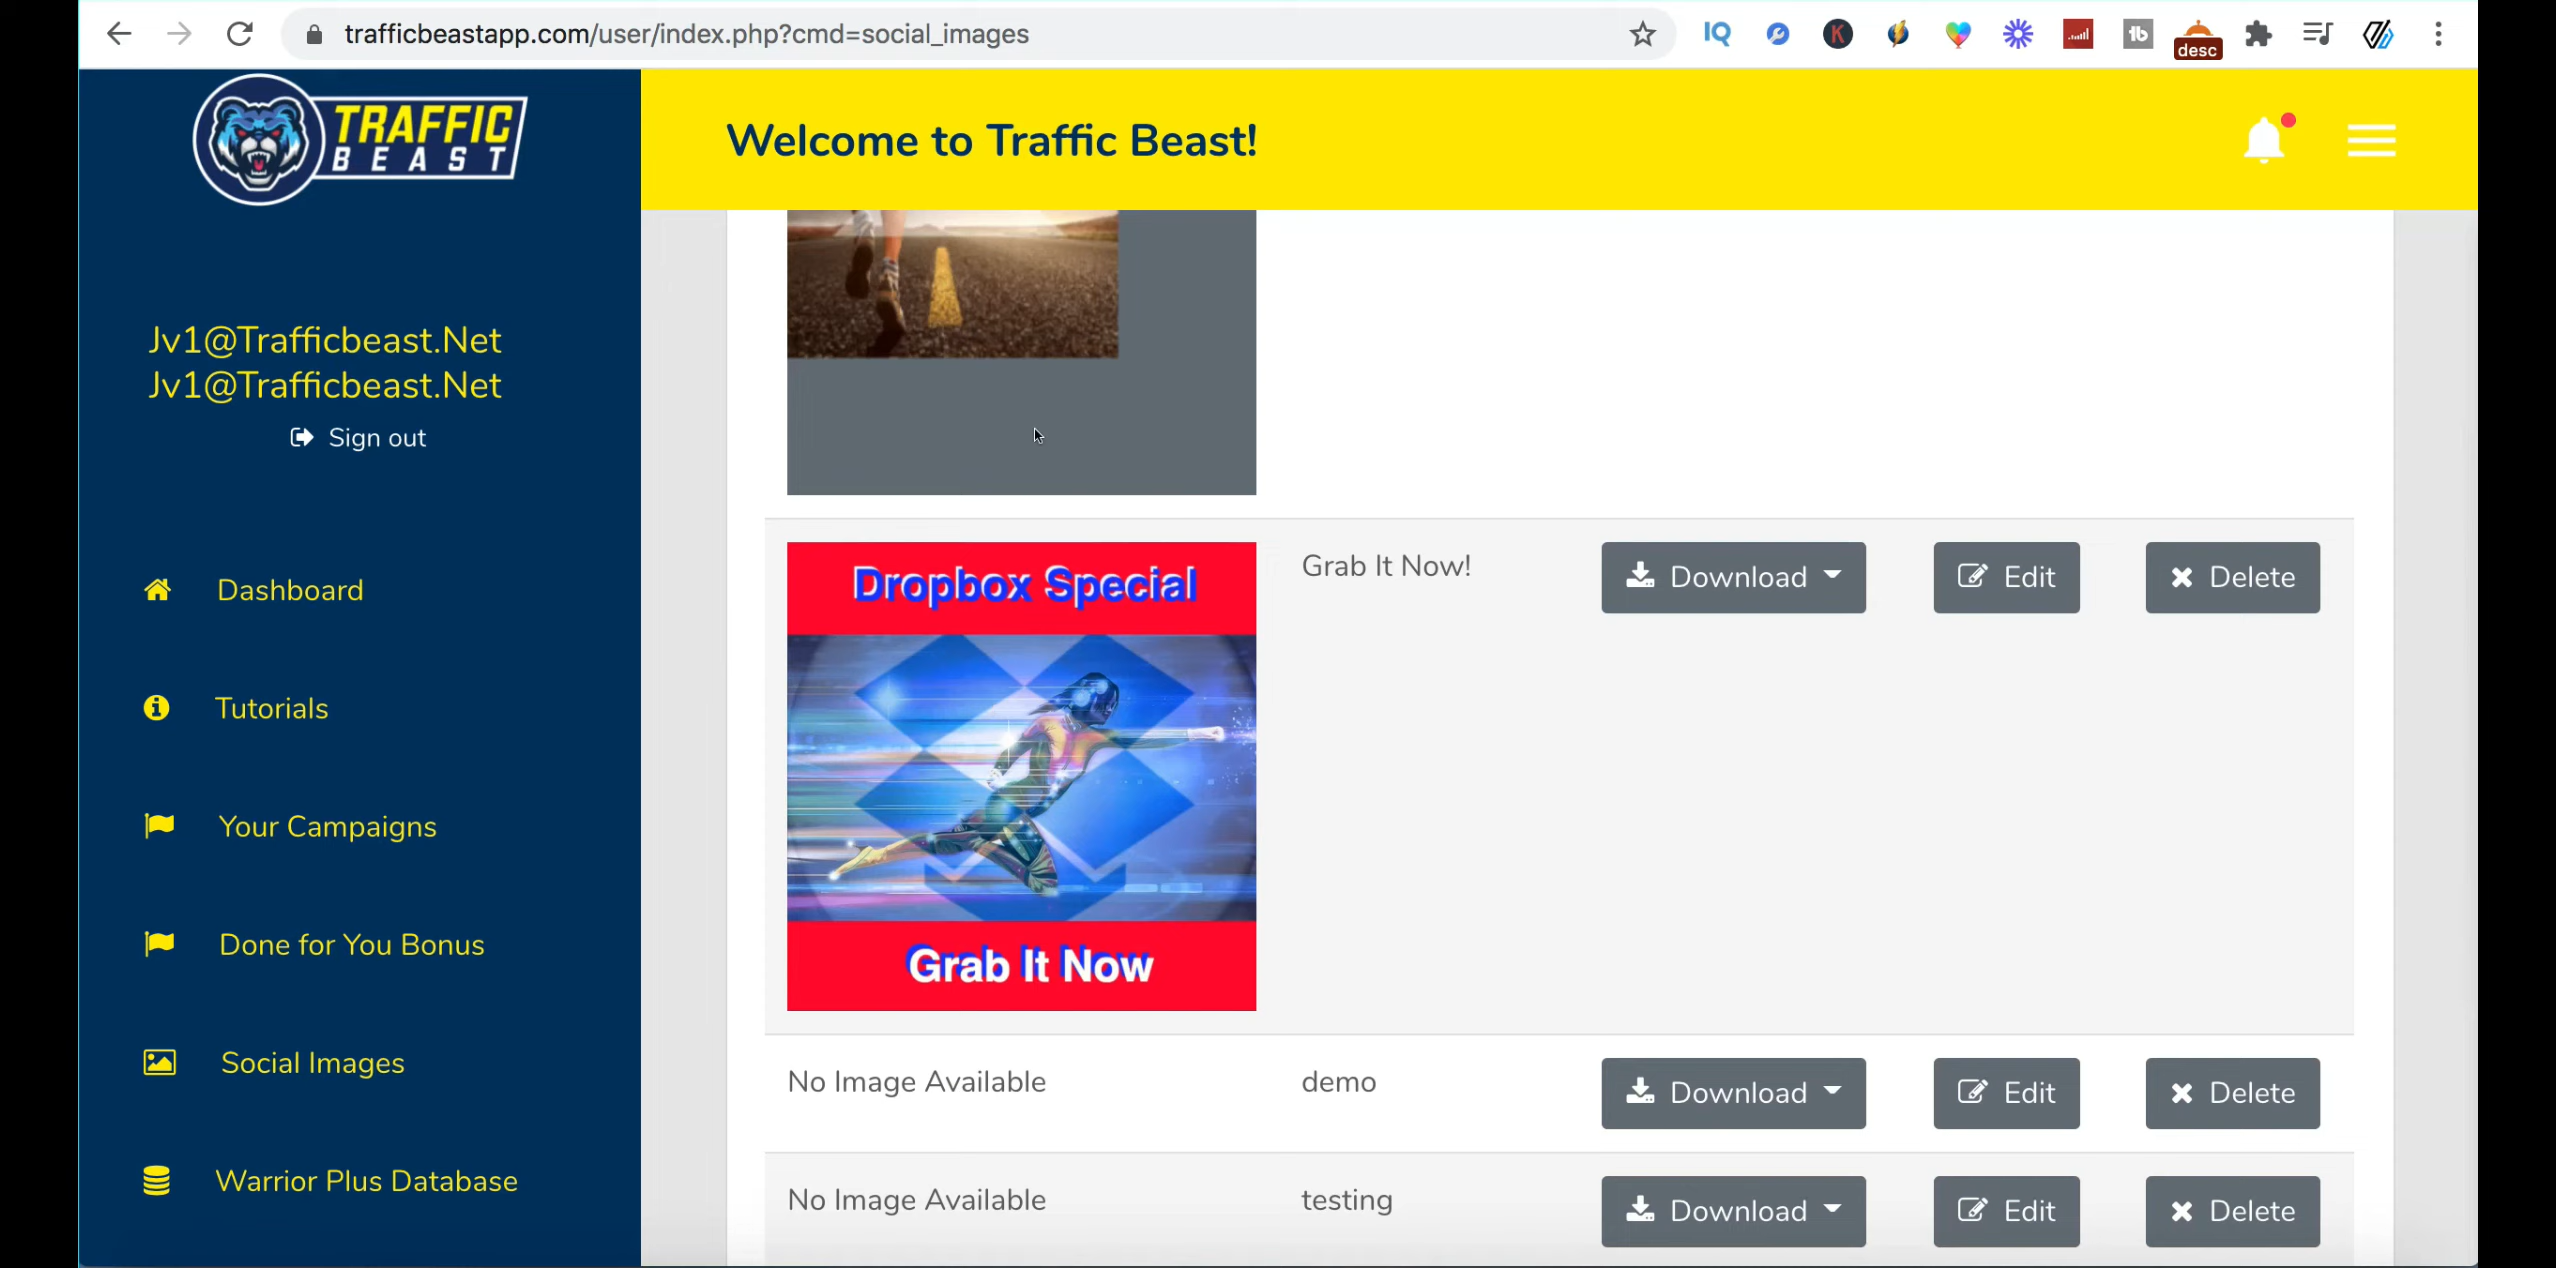 trafficbeastapp.com/user/index.php?cmd=social_images
IQ
K
tb
desc
TRAFFIC
BEAST
Welcome to Traffic Beast!
Jv1@Trafficbeast.Net
Jv1@Trafficbeast.Net
Sign out
Dashboard
Tutorials
Your Campaigns
Done for You Bonus
Social Images
Warrior Plus Database
Dropbox Special
Grab It Now
Grab It Now!
Download
Edit
Delete
No Image Available
demo
Download
Edit
Delete
No Image Available
testing
Download
Edit
Delete